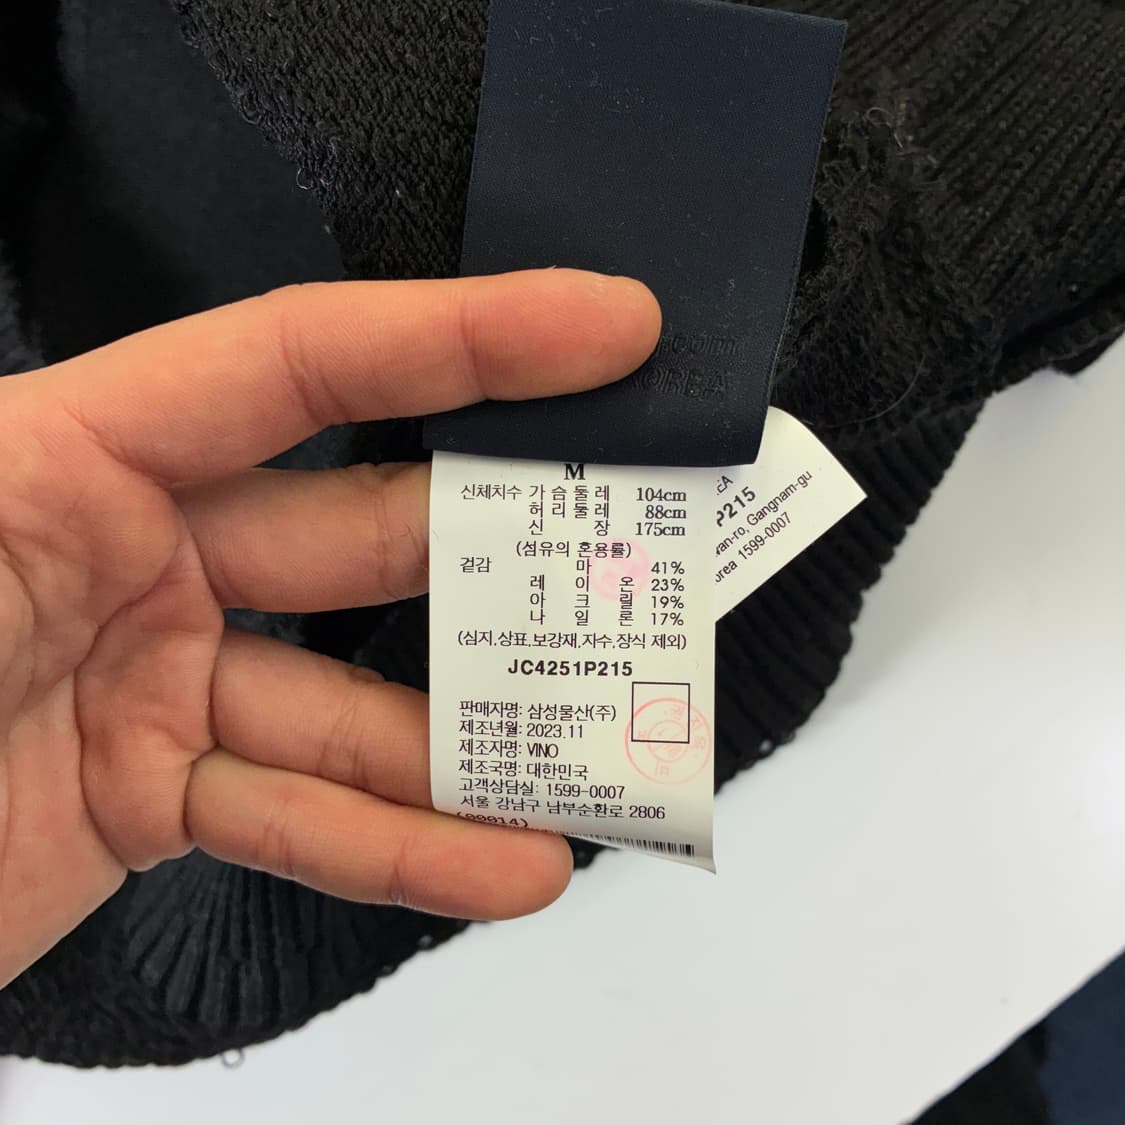 .com
KOREA
M
신체치수 가슴둘레 104cm
허리둘레 88cm
신 장 175cm
(섬유의 혼용률)
겉감 마 41%
레 이 온 23%
아 크 릴 19%
나 일 론 17%
(심지,상표,보강재,자수,장식 제외)
JC4251P215
판매자명: 삼성물산(주)
제조년월: 2023.11
제조자명: VINO
제조국명: 대한민국
고객상담실: 1599-0007
서울 강남구 남부순환로 2806
(00014)
EA
P215
wan-ro, Gangnam-gu
orea 1599-0007